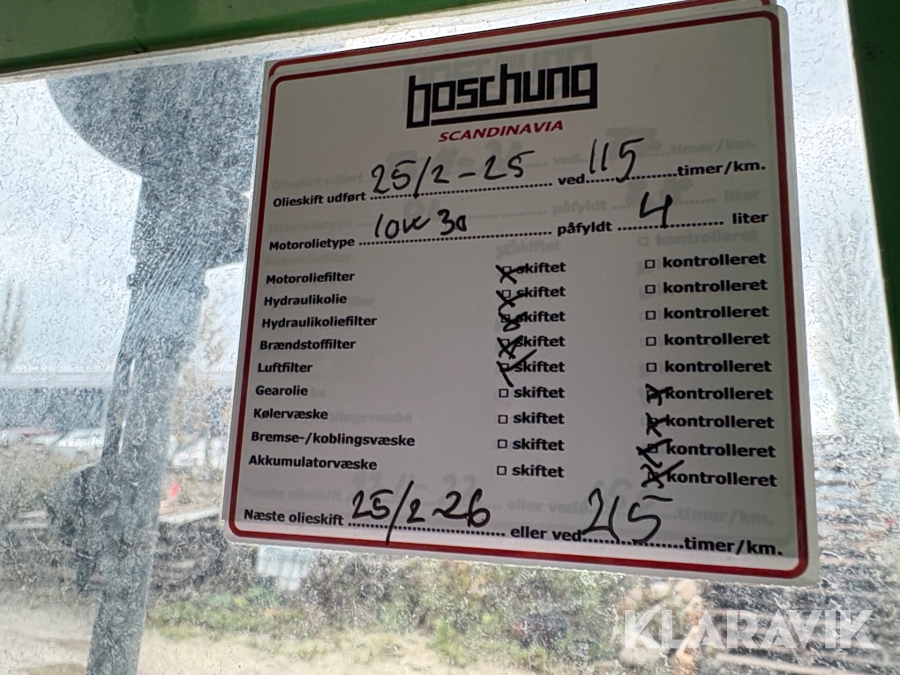 boschung
SCANDINAVIA
Olieskift udført 25/2-25 ved 115 timer/km.
Motorolietype 10w30 påfyldt 4 liter
Motoroliefilter skiftet kontrolleret
Hydraulikolie skiftet kontrolleret
Hydraulikoliefilter skiftet kontrolleret
Brændstoffilter skiftet kontrolleret
Luftfilter skiftet kontrolleret
Gearolie skiftet kontrolleret
Kølervæske skiftet kontrolleret
Bremse-/koblingsvæske skiftet kontrolleret
Akkumulatorvæske skiftet kontrolleret
Næste olieskift 25/2 26 eller ved 215 timer/km.
KLARAVIK